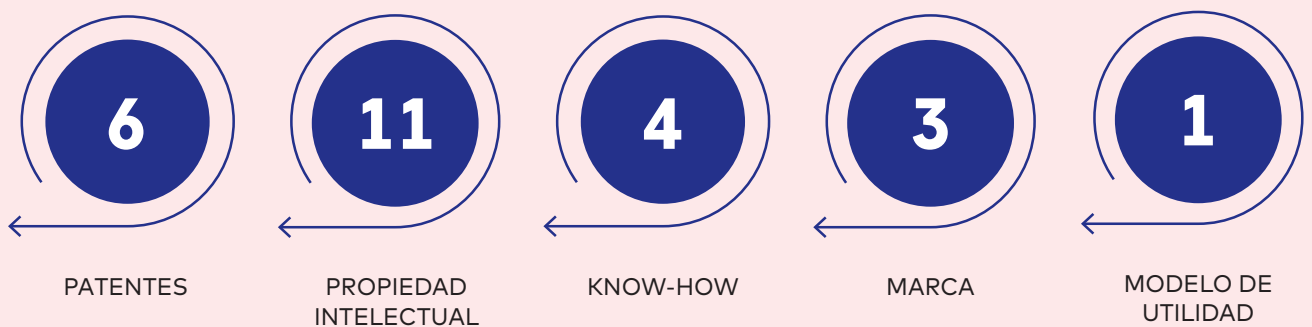 6
PATENTES
11
PROPIEDAD
INTELECTUAL
4
KNOW-HOW
3
MARCA
1
MODELO DE
UTILIDAD